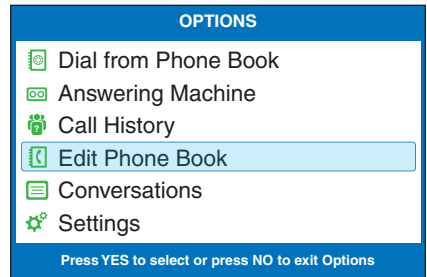 OPTIONS
Dial from Phone Book
Answering Machine
Call History
Edit Phone Book
Conversations
Settings
Press YES to select or press NO to exit Options